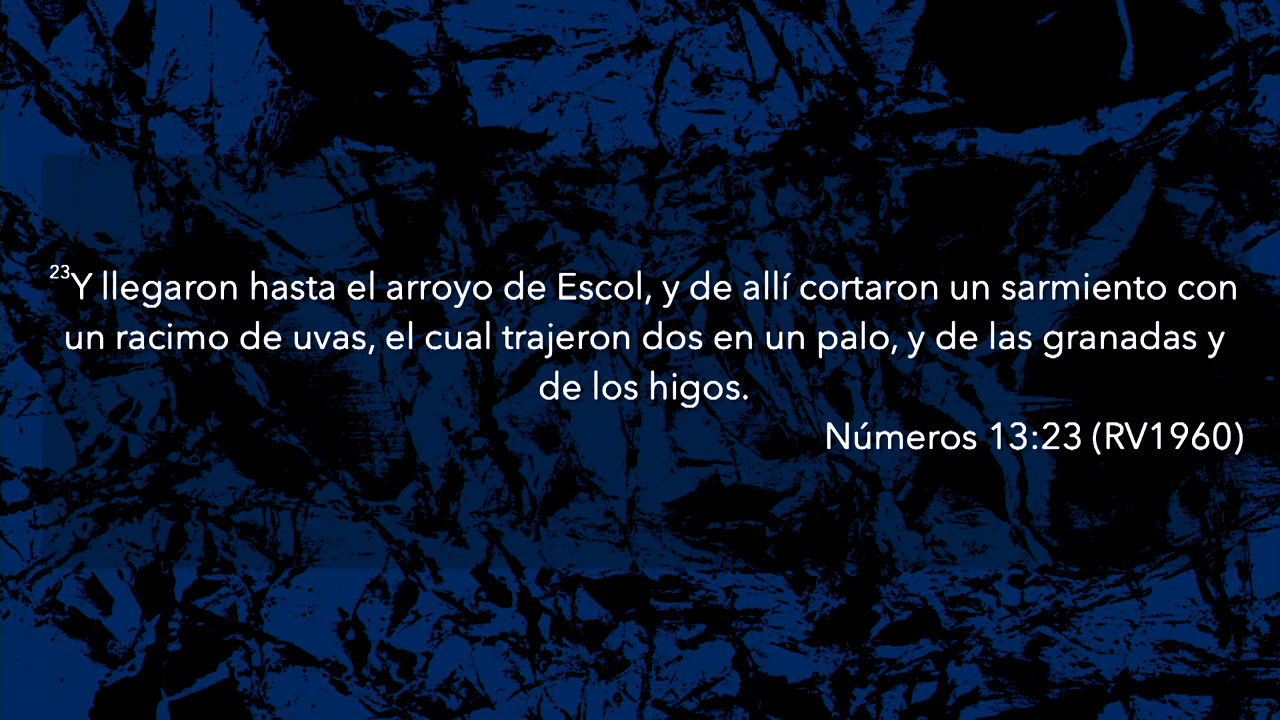 23Y llegaron hasta el arroyo de Escol, y de allí cortaron un sarmiento con
un racimo de uvas, el cual trajeron dos en un palo, y de las granadas y
de los higos.
Números 13:23 (RV1960)